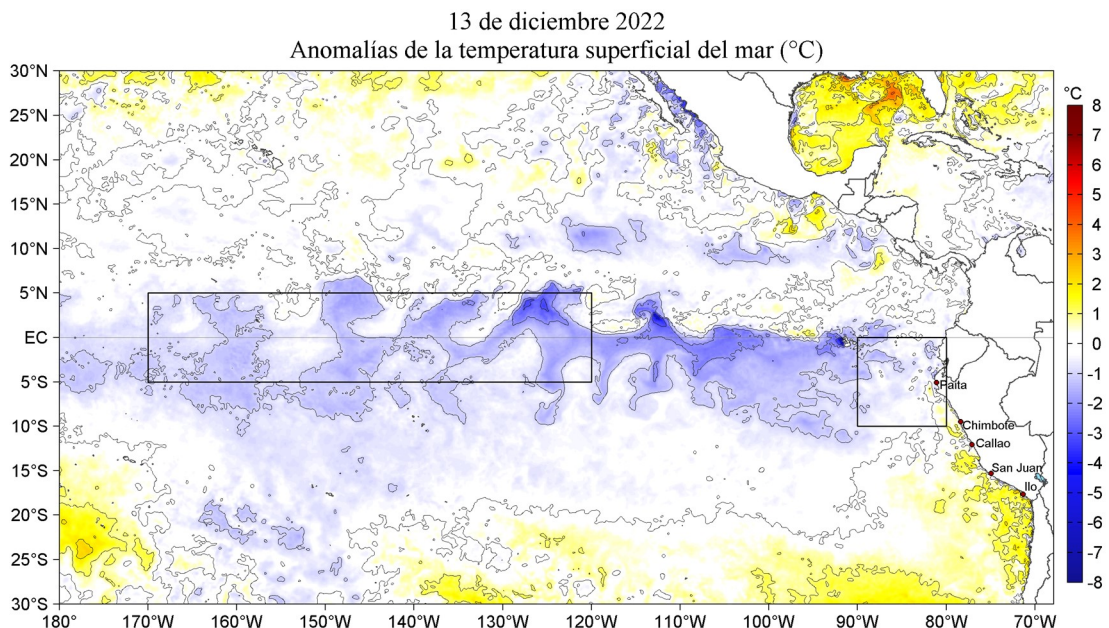 13 de diciembre 2022
Anomalías de la temperatura superficial del mar (°C)
30°N
25°N
20°N
15°N
10°N
5°N
EC
5°S
10°S
15°S
20°S
25°S
30°S
180°W
170°W
160°W
150°W
140°W
130°W
120°W
110°W
100°W
90°W
80°W
70°W
Paita
Chimbote
Callao
San Juan
Ilo
°C
8
7
6
5
4
3
2
1
0
-1
-2
-3
-4
-5
-6
-7
-8